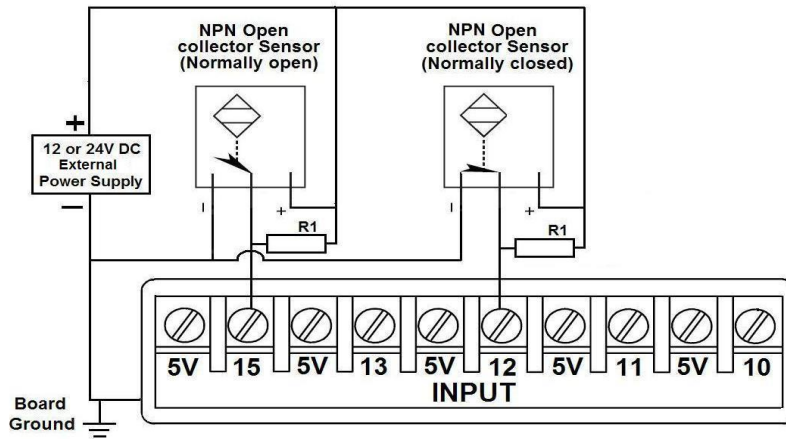 NPN Open
collector Sensor
(Normally open)
NPN Open
collector Sensor
(Normally closed)
+
12 or 24V DC
External
Power Supply
−
− +
R1
− +
R1
5V 15 5V 13 5V 12 5V 11 5V 10
INPUT
Board
Ground